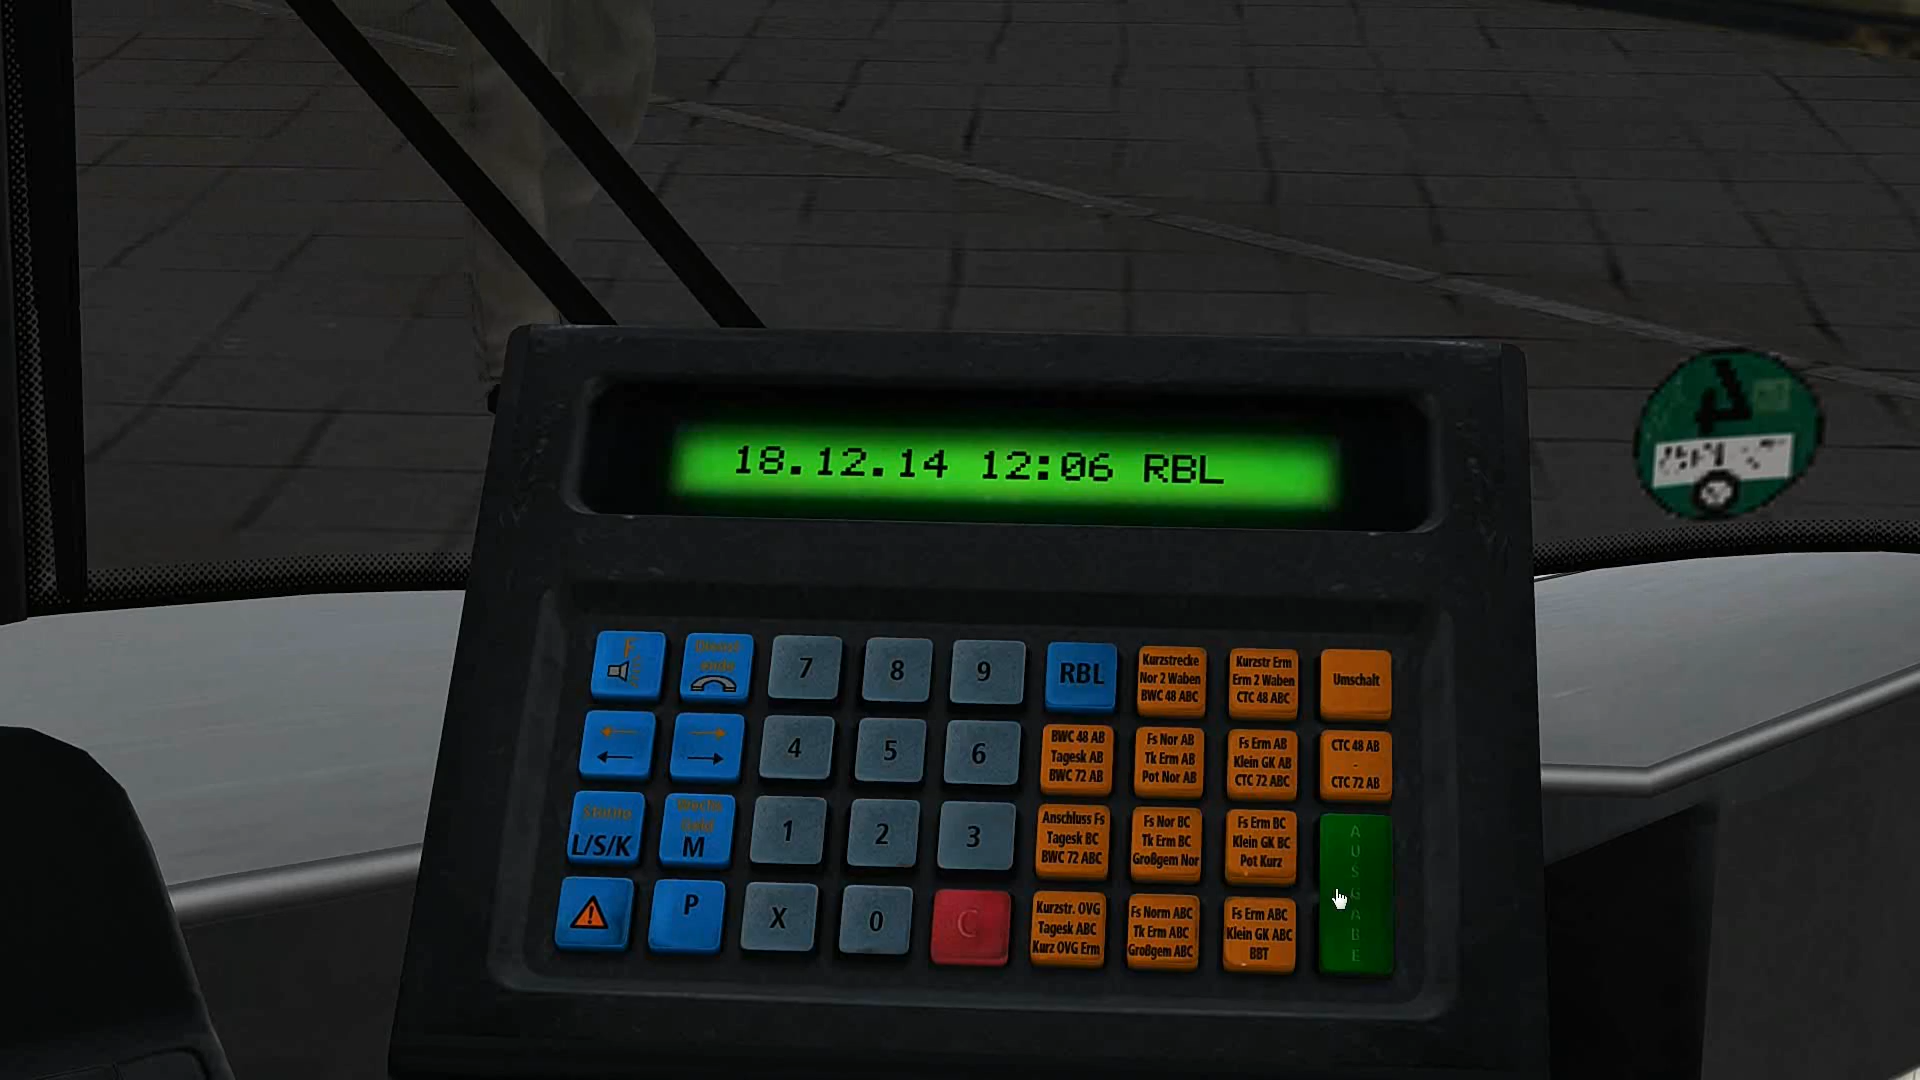 18.12.14 12:06 RBL
F
Dienst
ende
7
8
9
RBL
Kurzstrecke
Nor 2 Waben
BWC 48 ABC
Kurzstr Erm
Erm 2 Waben
CTC 48 ABC
Umschalt
4
5
6
BWC 48 AB
Tagesk AB
BWC 72 AB
Fs Nor AB
Tk Erm AB
Pot Nor AB
Fs Erm AB
Klein GK AB
CTC 72 ABC
CTC 48 AB
-
CTC 72 AB
Storno
L/S/K
M
1
2
3
Anschluss Fs
Tagesk BC
BWC 72 ABC
Fs Nor BC
Tk Erm BC
Großgem Nor
Fs Erm BC
Klein GK BC
Pot Kurz
AUSGABE
P
X
0
C
Kurzstr. OVG
Tagesk ABC
Kurz OVG Erm
Fs Norm ABC
Tk Erm ABC
Großgem ABC
Fs Erm ABC
Klein GK ABC
BBT
4